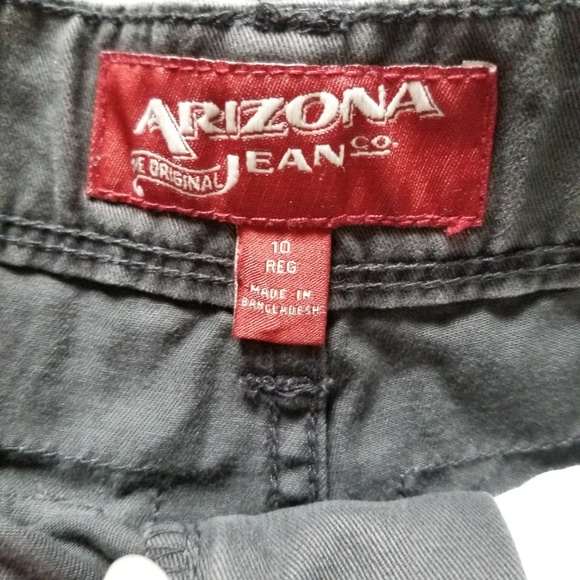 ARIZONA
THE ORIGINAL JEAN CO.
10
REG
MADE IN
BANGLADESH